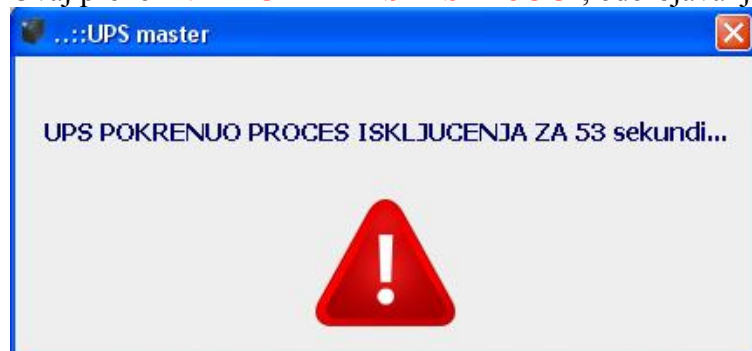 ..::UPS master
UPS POKRENUO PROCES ISKLJUCENJA ZA 53 sekundi...